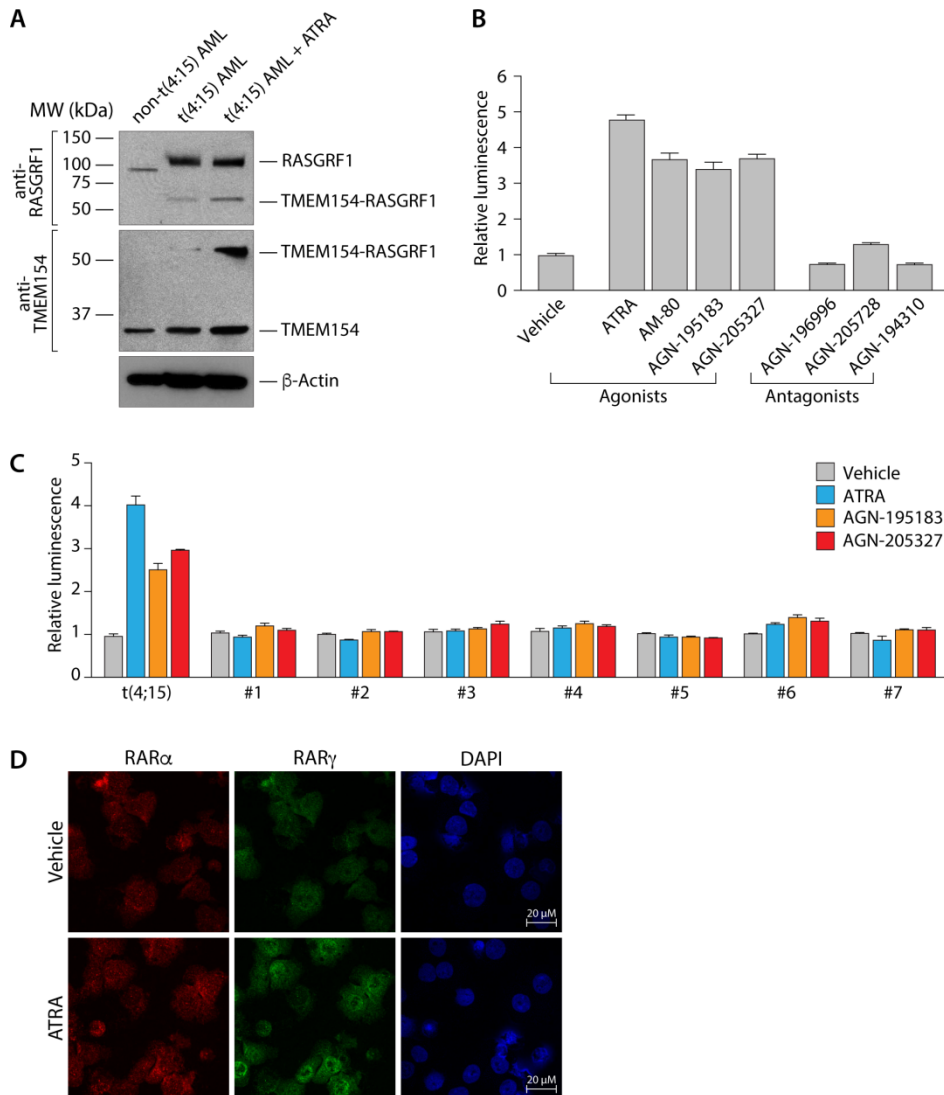 A
non-t(4:15) AML
t(4:15) AML
t(4:15) AML + ATRA
MW (kDa)
150
100
75
50
anti-
RASGRF1
RASGRF1
TMEM154-RASGRF1
50
37
anti-
TMEM154
TMEM154-RASGRF1
TMEM154
β-Actin
B
Relative luminescence
6
5
4
3
2
1
0
Vehicle
ATRA
AM-80
AGN-195183
AGN-205327
AGN-196996
AGN-205728
AGN-194310
Agonists
Antagonists
C
Relative luminescence
5
4
3
2
1
0
Vehicle
ATRA
AGN-195183
AGN-205327
t(4;15)
#1
#2
#3
#4
#5
#6
#7
D
RARα
RARγ
DAPI
Vehicle
20 μM
ATRA
20 μM